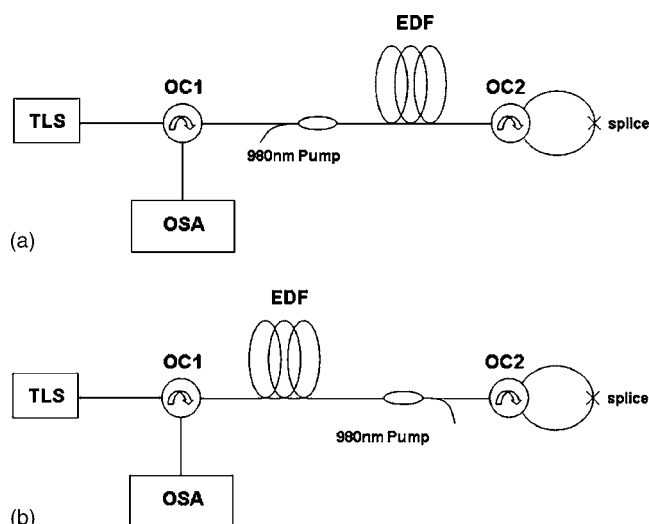 EDF
OC1
OC2
TLS
splice
980nm Pump
OSA
(a)
EDF
OC1
OC2
TLS
splice
980nm Pump
OSA
(b)